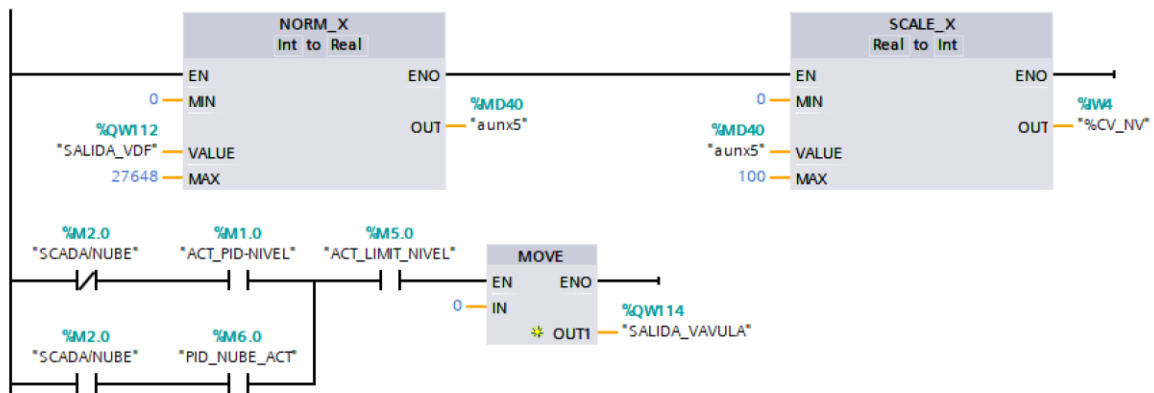 NORM_X
Int to Real
EN ENO
0 MIN
%MD40
OUT "aunx5"
%QW112
"SALIDA_VDF" VALUE
27648 MAX
SCALE_X
Real to Int
EN ENO
0 MIN
%IW4
OUT "%CV_NV"
%MD40
"aunx5" VALUE
100 MAX
%M2.0 %M1.0 %M5.0
"SCADA/NUBE" "ACT_PID-NIVEL" "ACT_LIMIT_NIVEL"
MOVE
EN ENO
0 IN
%QW114
OUT1 "SALIDA_VAVULA"
%M2.0 %M6.0
"SCADA/NUBE" "PID_NUBE_ACT"